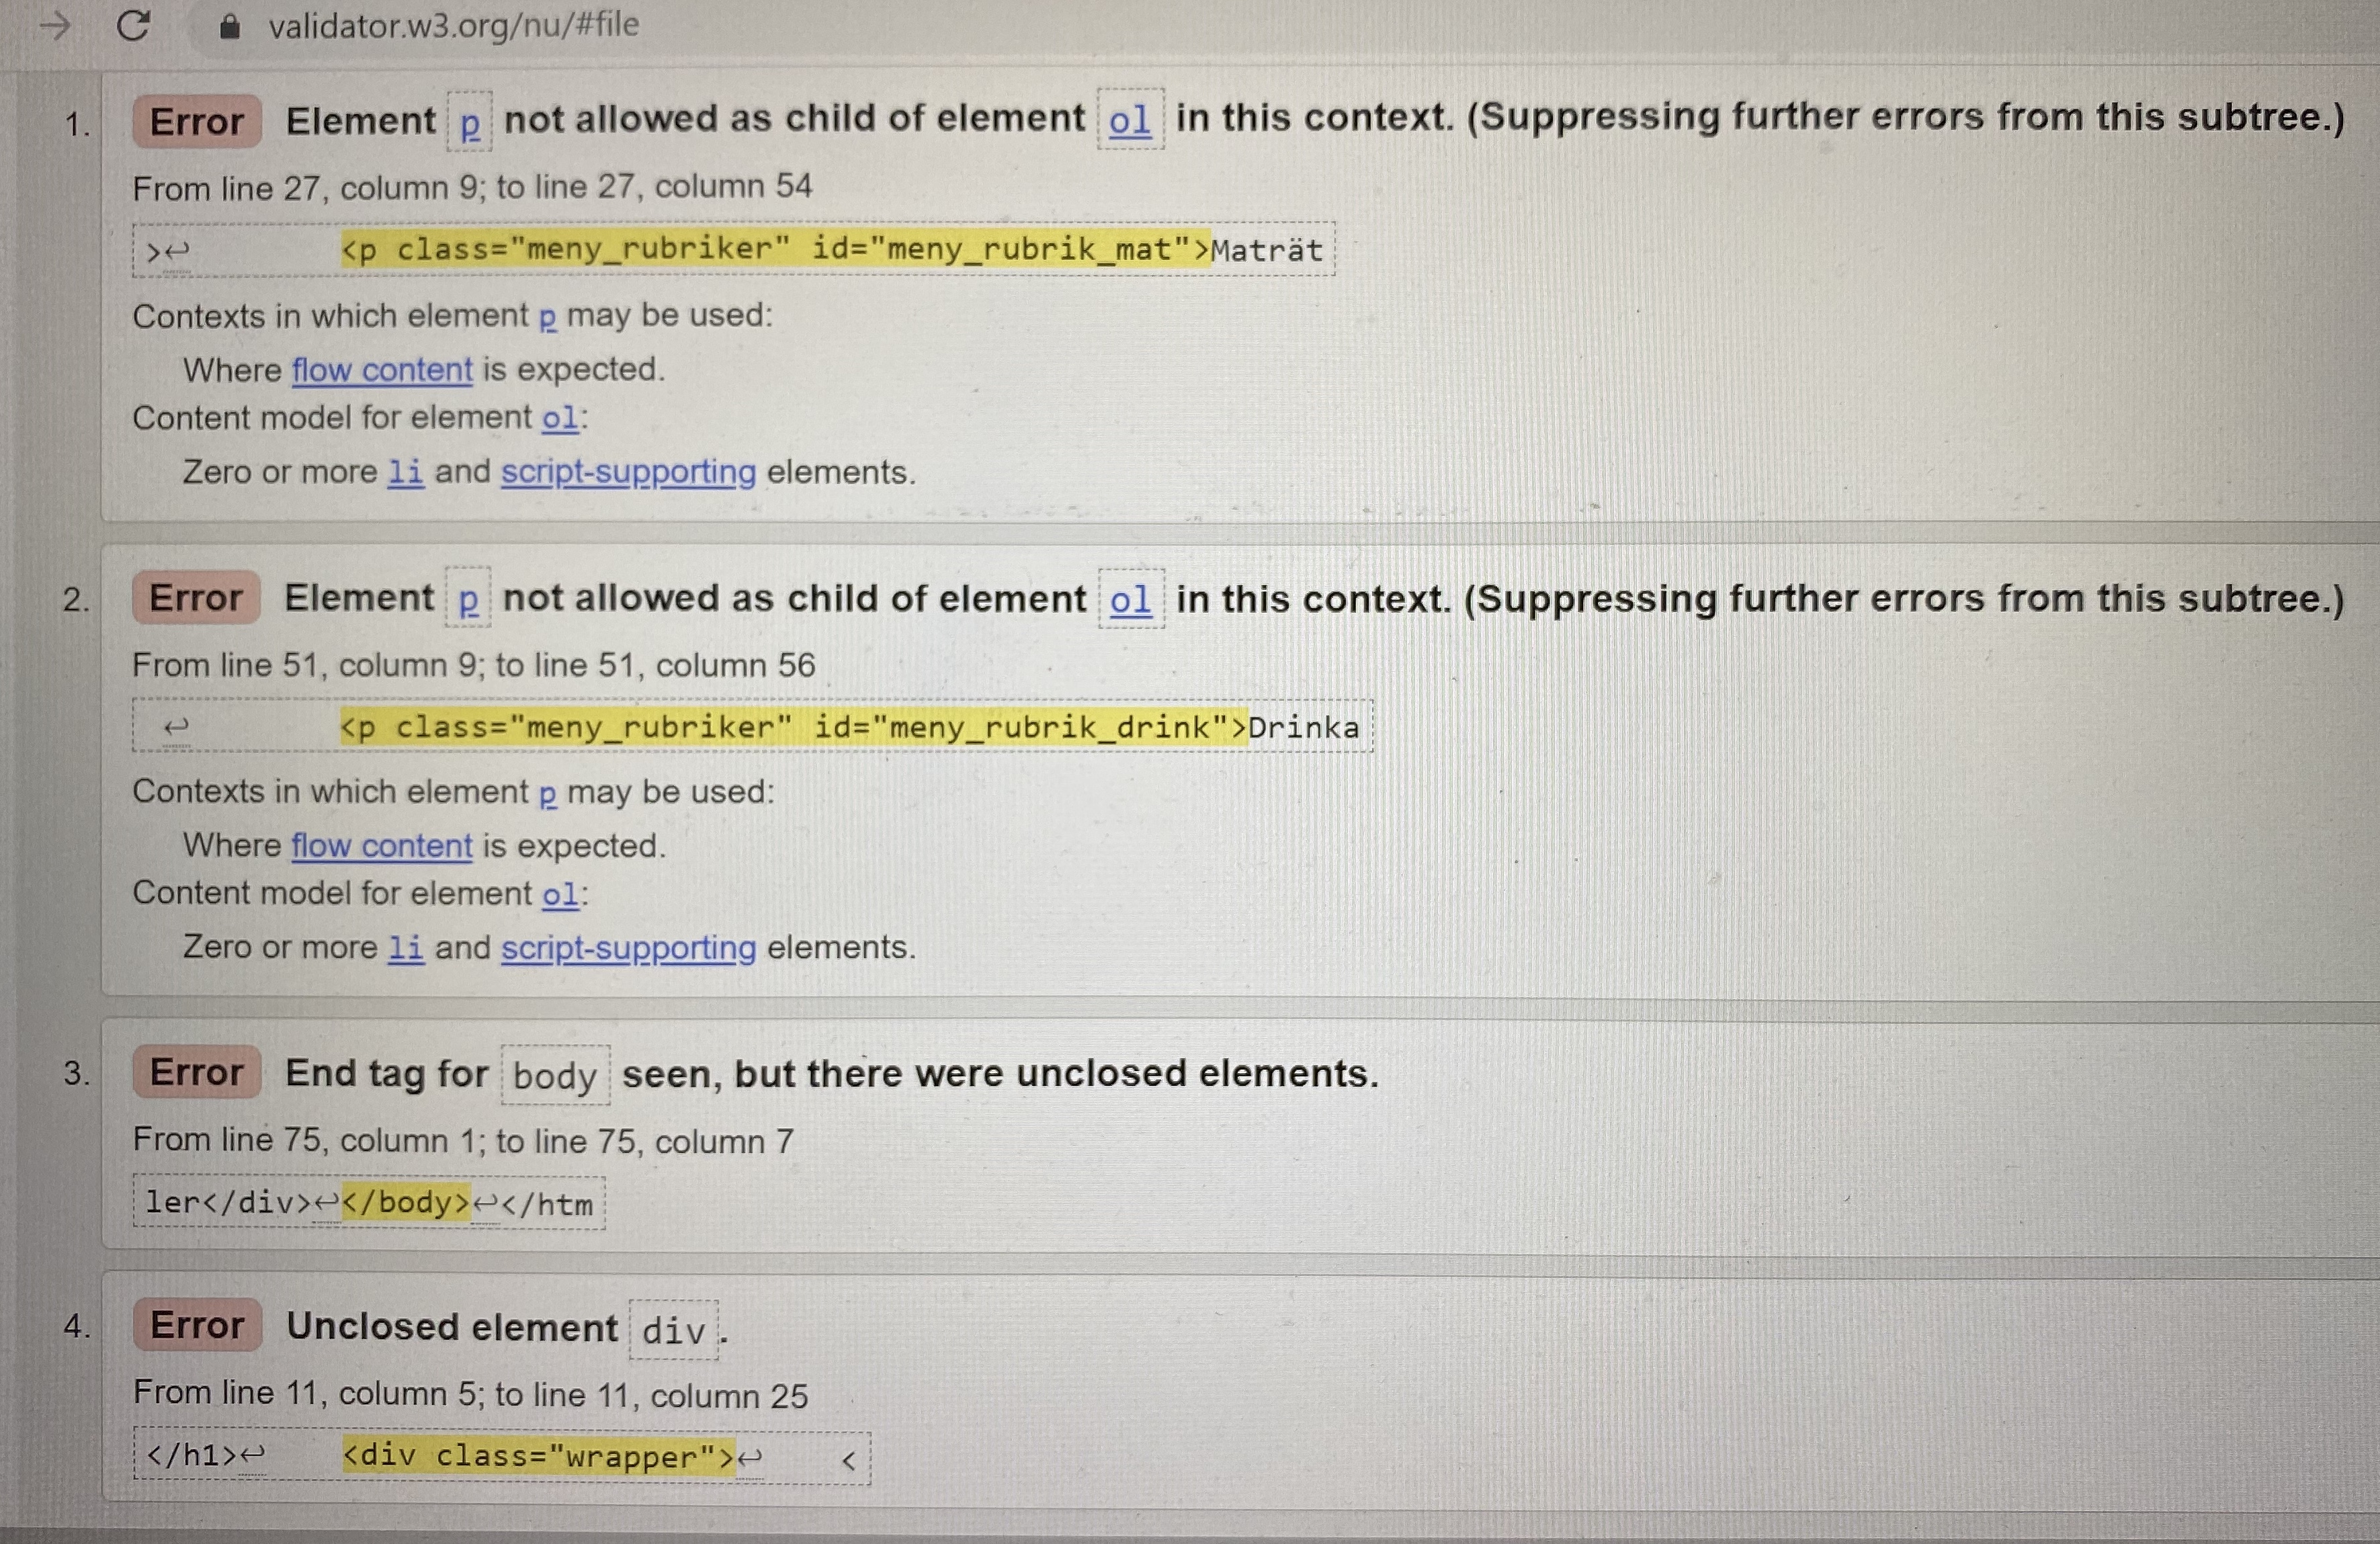 validator.w3.org/nu/#file
1. Error Element p not allowed as child of element ol in this context. (Suppressing further errors from this subtree.)
From line 27, column 9; to line 27, column 54
>↩ <p class="meny_rubriker" id="meny_rubrik_mat">Maträt
Contexts in which element p may be used:
Where flow content is expected.
Content model for element ol:
Zero or more li and script-supporting elements.
2. Error Element p not allowed as child of element ol in this context. (Suppressing further errors from this subtree.)
From line 51, column 9; to line 51, column 56
↩ <p class="meny_rubriker" id="meny_rubrik_drink">Drinka
Contexts in which element p may be used:
Where flow content is expected.
Content model for element ol:
Zero or more li and script-supporting elements.
3. Error End tag for body seen, but there were unclosed elements.
From line 75, column 1; to line 75, column 7
ler</div>↩</body>↩</htm
4. Error Unclosed element div.
From line 11, column 5; to line 11, column 25
</h1>↩ <div class="wrapper">↩ <